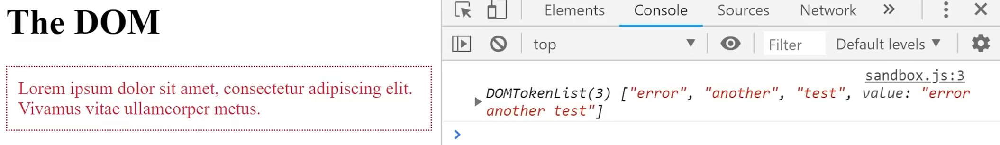 The DOM
Lorem ipsum dolor sit amet, consectetur adipiscing elit.
Vivamus vitae ullamcorper metus.
Elements Console Sources Network
top Filter Default levels
sandbox.js:3
DOMTokenList(3) ["error", "another", "test", value: "error
another test"]